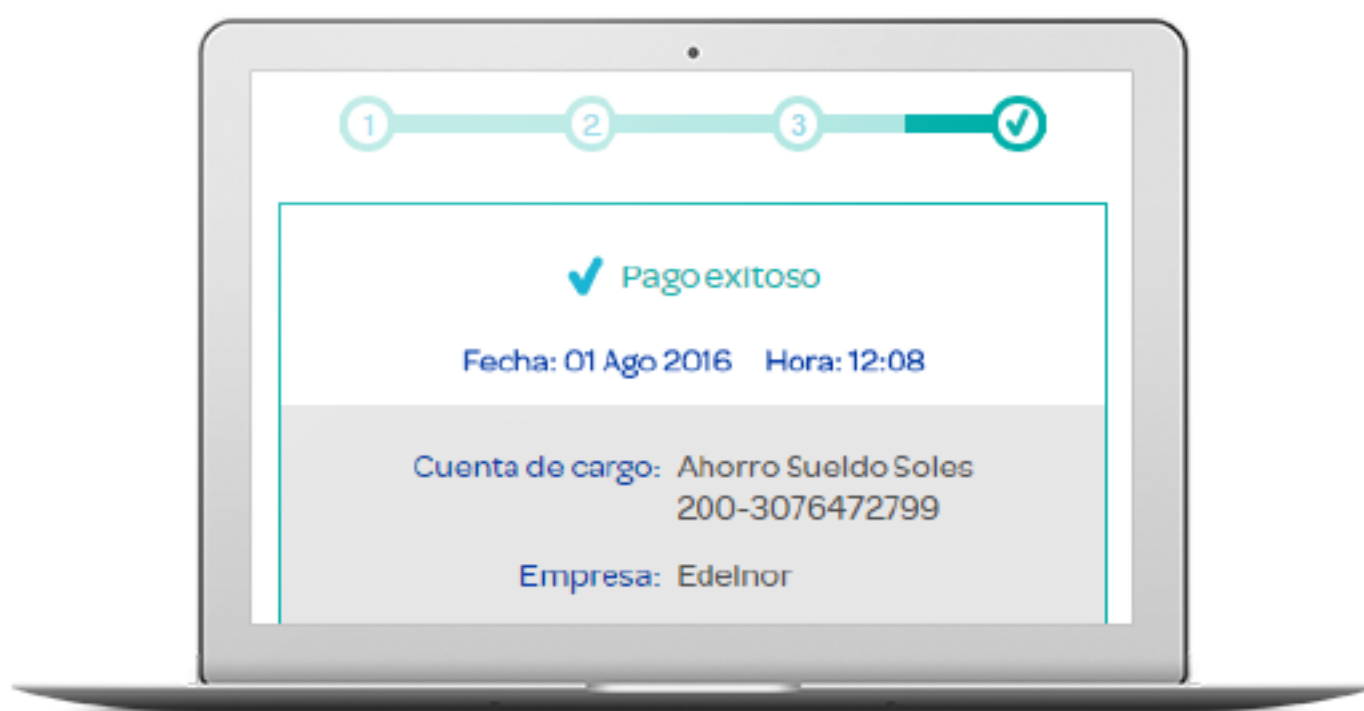 1 2 3
Pago exitoso
Fecha: 01 Ago 2016 Hora: 12:08
Cuenta de cargo: Ahorro Sueldo Soles
200-3076472799
Empresa: Edelnor